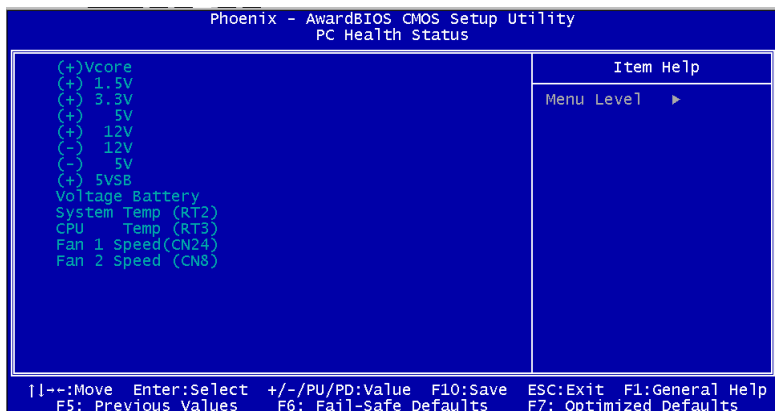 Phoenix - AwardBIOS CMOS Setup Utility
PC Health Status
(+)Vcore
(+) 1.5V
(+) 3.3V
(+) 5V
(+) 12V
(-) 12V
(-) 5V
(+) 5VSB
Voltage Battery
System Temp (RT2)
CPU Temp (RT3)
Fan 1 Speed(CN24)
Fan 2 Speed (CN8)
Item Help
Menu Level ►
↑↓→←:Move Enter:Select +/-/PU/PD:Value F10:Save ESC:Exit F1:General Help
F5: Previous Values F6: Fail-Safe Defaults F7: Optimized Defaults